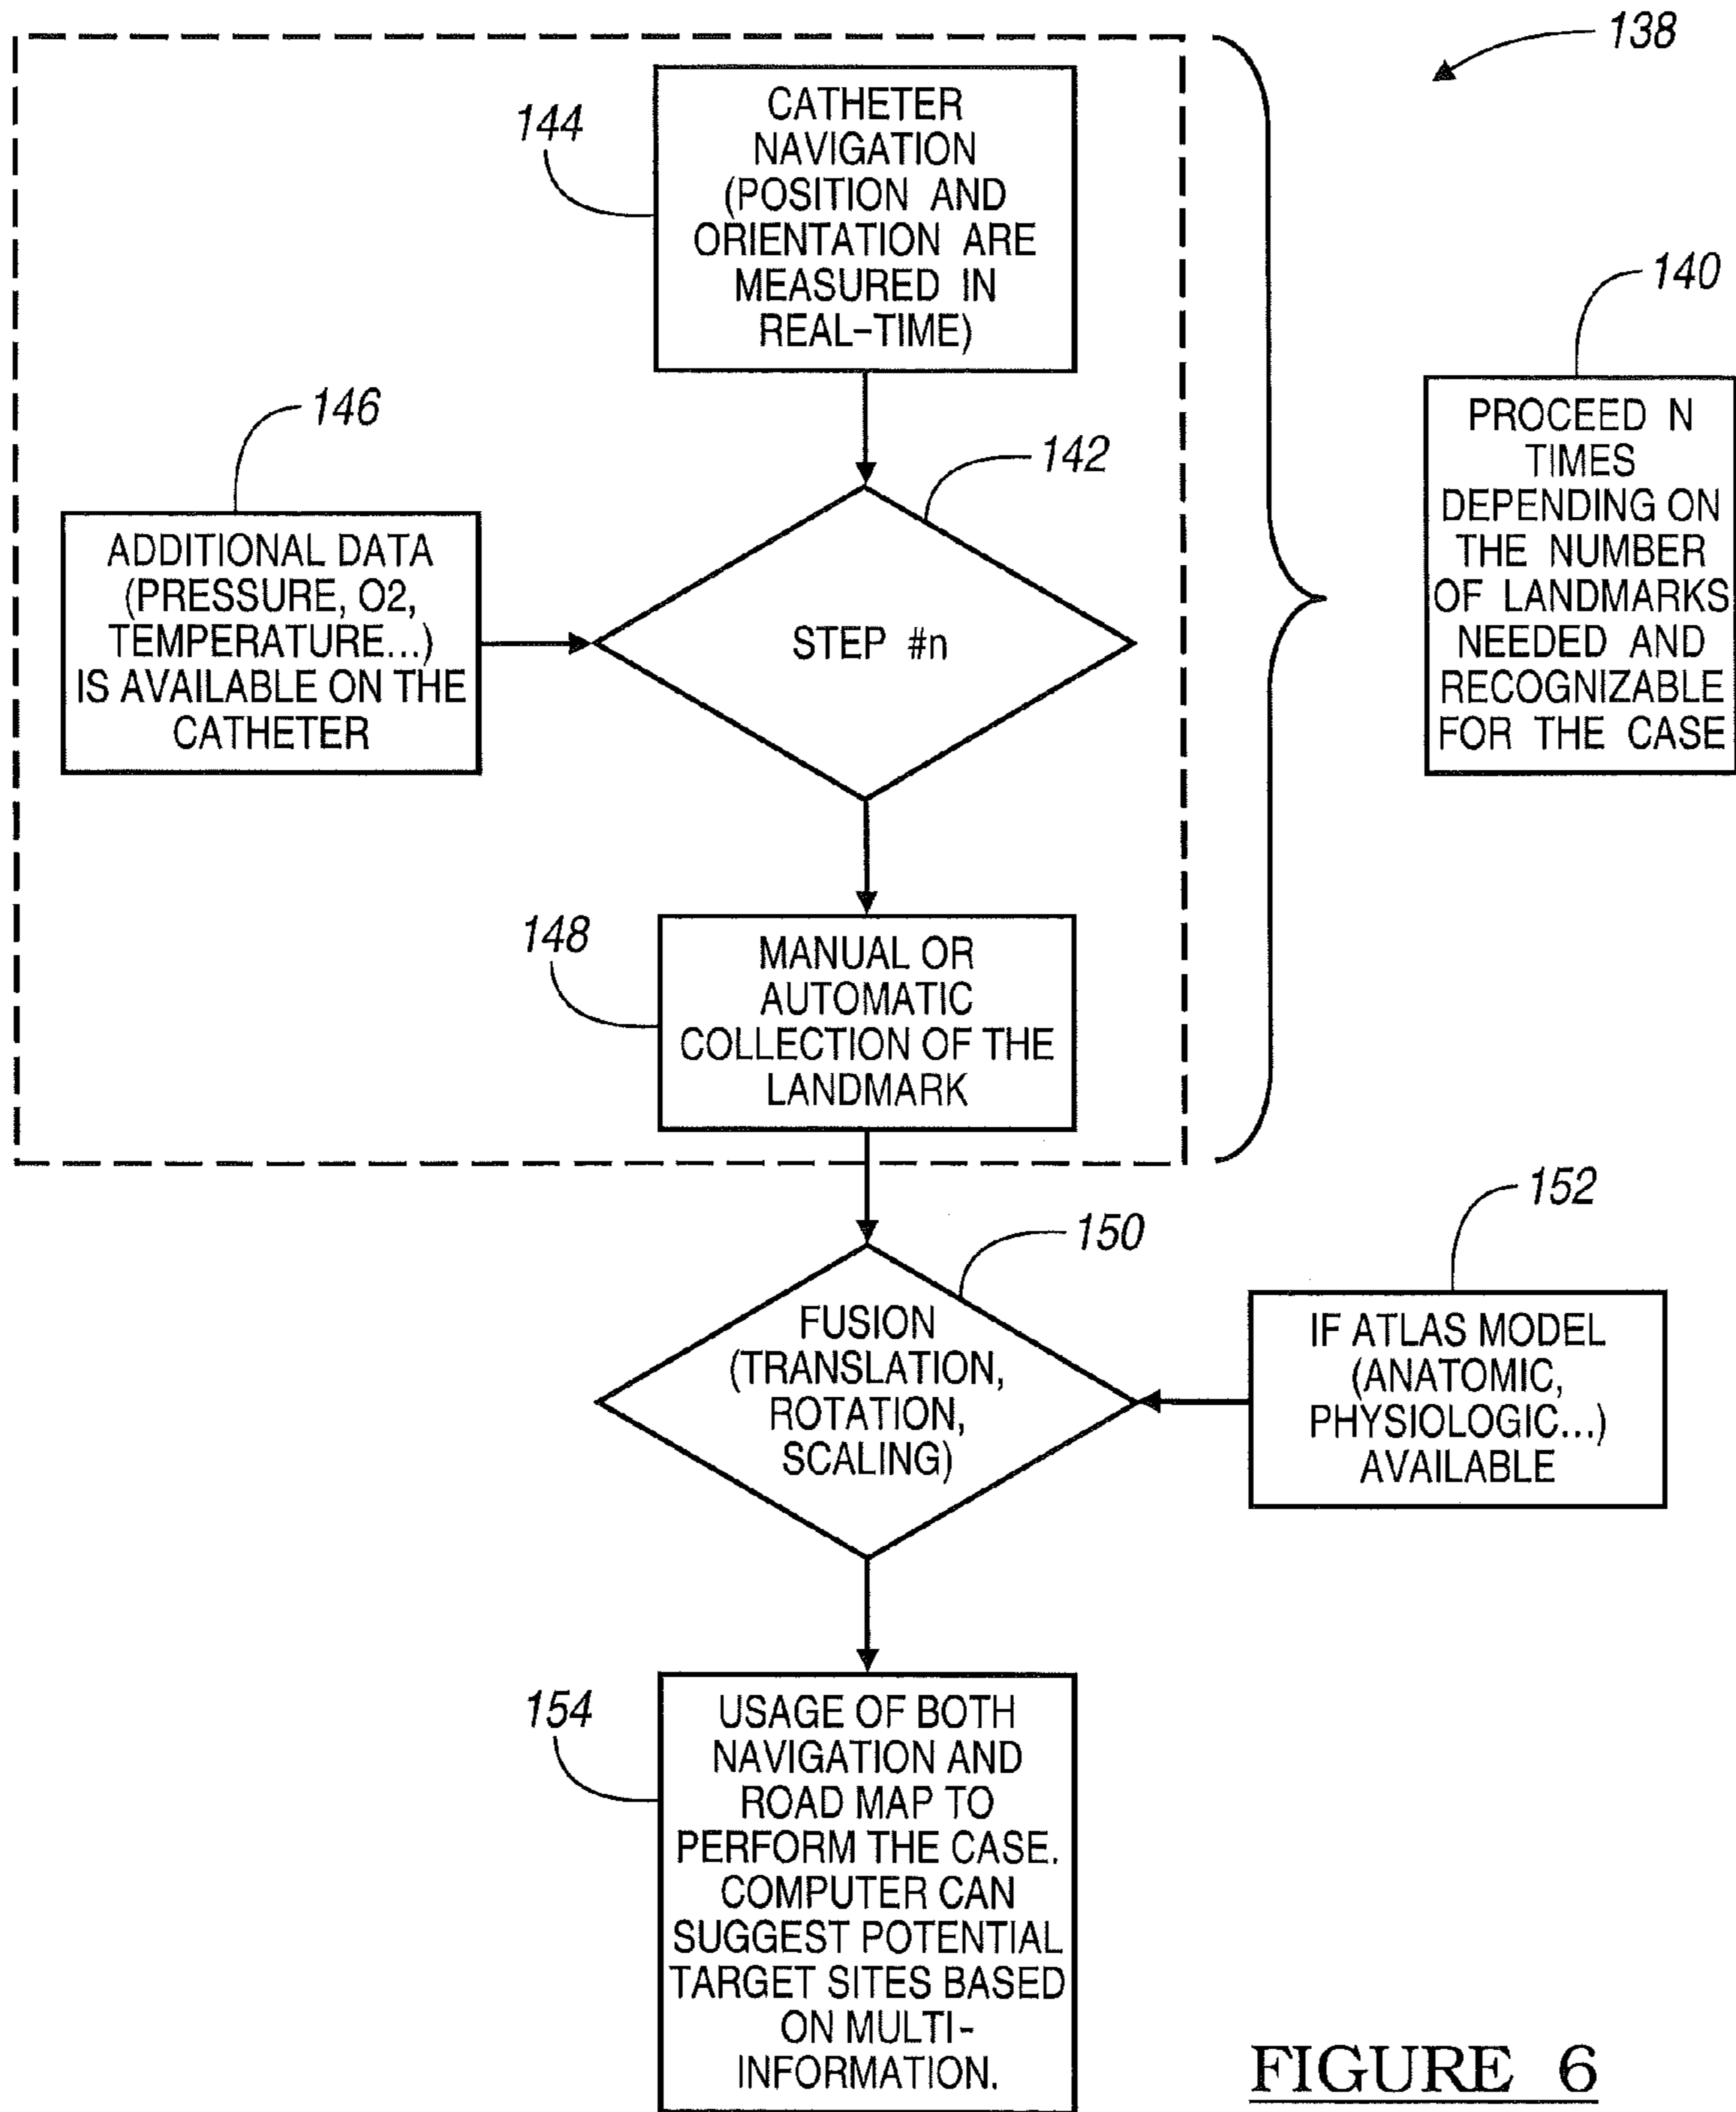 138
144
CATHETER
NAVIGATION
(POSITION AND
ORIENTATION ARE
MEASURED IN
REAL-TIME)
140
PROCEED N
TIMES
DEPENDING ON
THE NUMBER
OF LANDMARKS
NEEDED AND
RECOGNIZABLE
FOR THE CASE
146
ADDITIONAL DATA
(PRESSURE, O2,
TEMPERATURE...)
IS AVAILABLE ON THE
CATHETER
142
STEP #n
148
MANUAL OR
AUTOMATIC
COLLECTION OF THE
LANDMARK
150
FUSION
(TRANSLATION,
ROTATION,
SCALING)
152
IF ATLAS MODEL
(ANATOMIC,
PHYSIOLOGIC...)
AVAILABLE
154
USAGE OF BOTH
NAVIGATION AND
ROAD MAP TO
PERFORM THE CASE.
COMPUTER CAN
SUGGEST POTENTIAL
TARGET SITES BASED
ON MULTI-
INFORMATION.
FIGURE 6